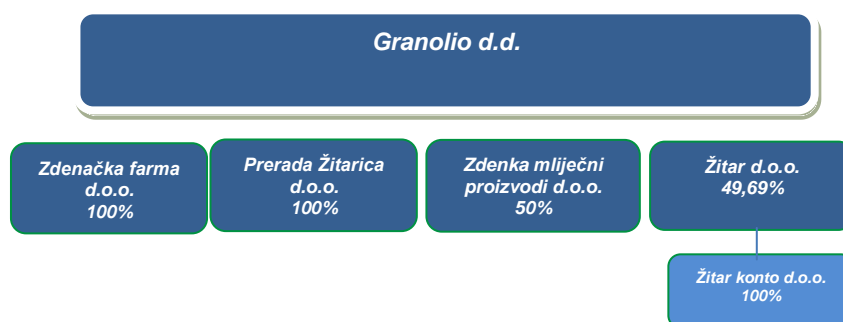 Granolio d.d.
Zdenačka farma
d.o.o.
100%
Prerada Žitarica
d.o.o.
100%
Zdenka mliječni
proizvodi d.o.o.
50%
Žitar d.o.o.
49,69%
Žitar konto d.o.o.
100%